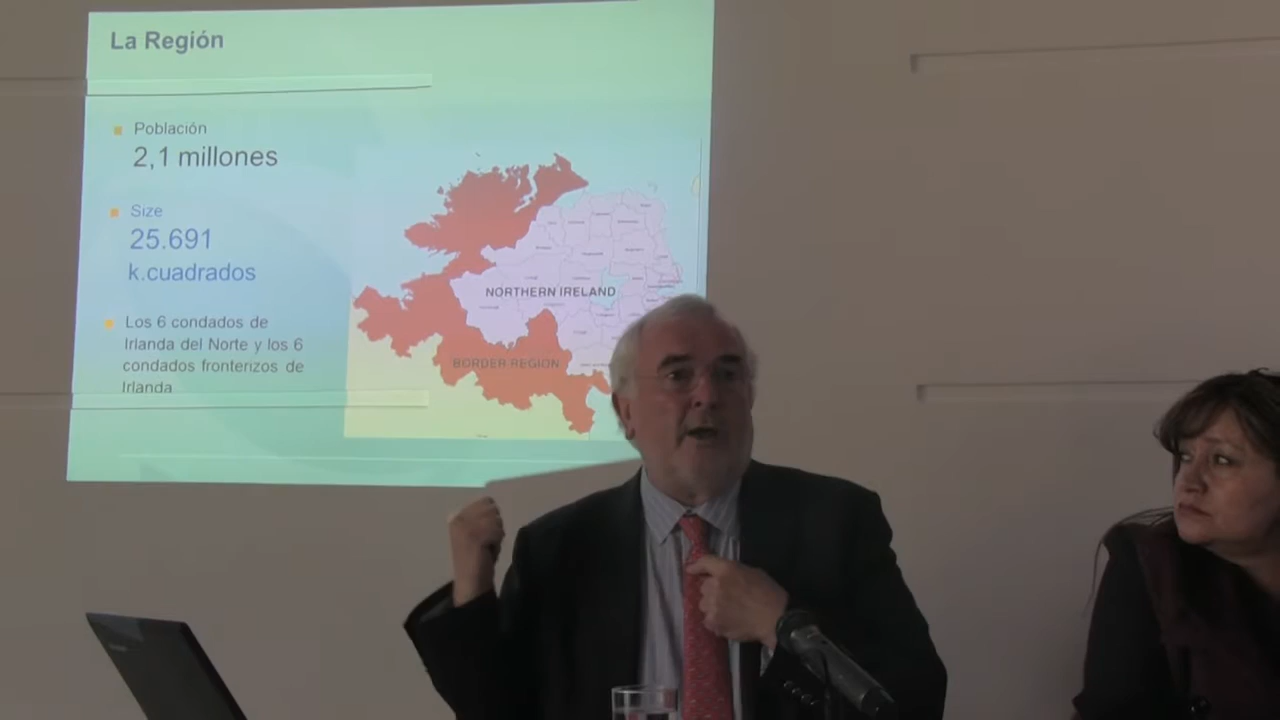 La Región
Población
2,1 millones
Size
25.691
k.cuadrados
Los 6 condados de
Irlanda del Norte y los 6
condados fronterizos de
Irlanda
NORTHERN IRELAND
BORDER REGION